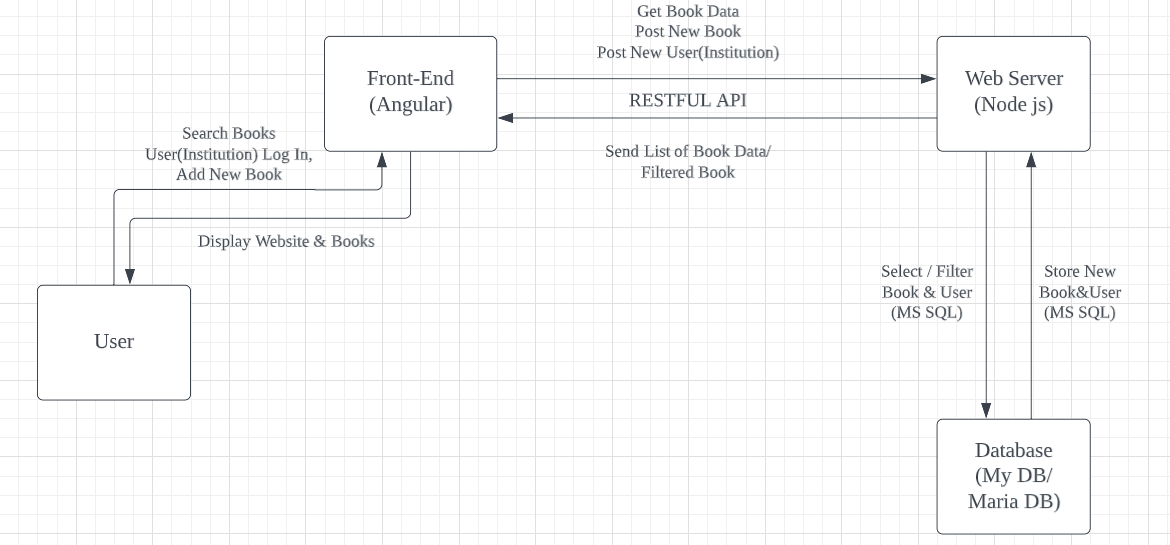 Get Book Data
Post New Book
Post New User(Institution)
Front-End
(Angular)
RESTFUL API
Web Server
(Node js)
Send List of Book Data/
Filtered Book
Search Books
User(Institution) Log In,
Add New Book
Display Website & Books
User
Select / Filter
Book & User
(MS SQL)
Store New
Book&User
(MS SQL)
Database
(My DB/
Maria DB)